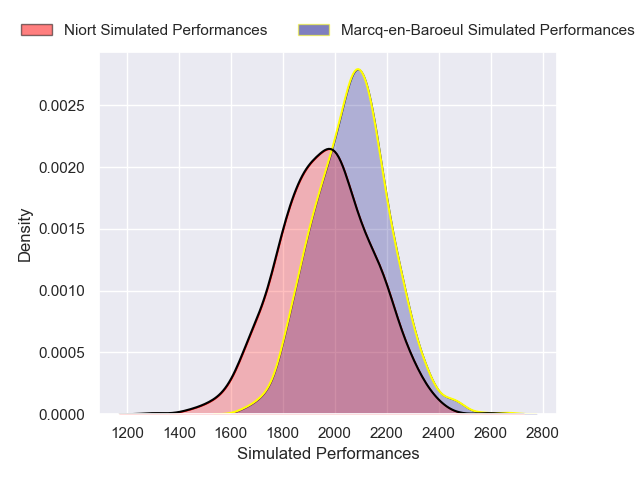 Niort Simulated Performances
Marcq-en-Baroeul Simulated Performances
0.0025
0.0020
0.0015
0.0010
0.0005
0.0000
Density
1200 1400 1600 1800 2000 2200 2400 2600 2800
Simulated Performances